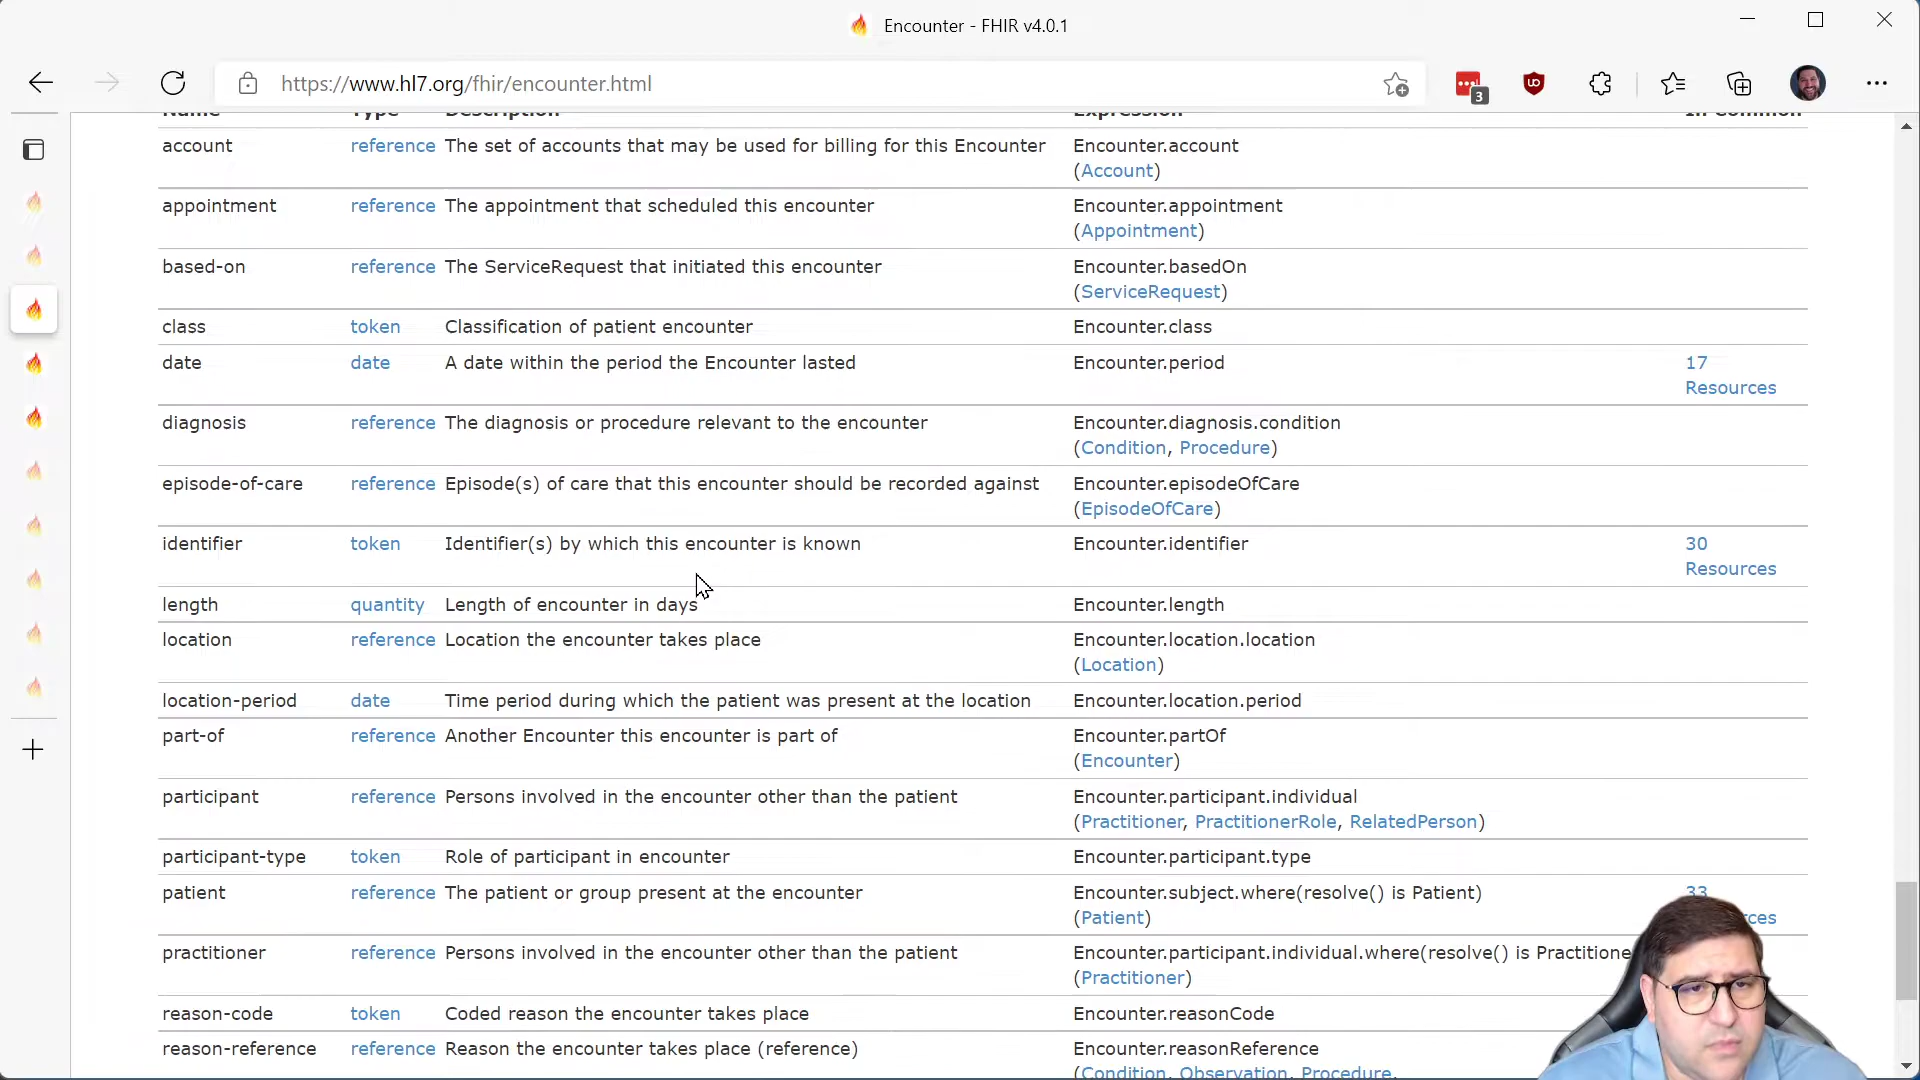 Encounter - FHIR v4.0.1
https://www.hl7.org/fhir/encounter.html
3
Name Type Description Expression In Common
account reference The set of accounts that may be used for billing for this Encounter Encounter.account
(Account)
appointment reference The appointment that scheduled this encounter Encounter.appointment
(Appointment)
based-on reference The ServiceRequest that initiated this encounter Encounter.basedOn
(ServiceRequest)
class token Classification of patient encounter Encounter.class
date date A date within the period the Encounter lasted Encounter.period 17
Resources
diagnosis reference The diagnosis or procedure relevant to the encounter Encounter.diagnosis.condition
(Condition, Procedure)
episode-of-care reference Episode(s) of care that this encounter should be recorded against Encounter.episodeOfCare
(EpisodeOfCare)
identifier token Identifier(s) by which this encounter is known Encounter.identifier 30
Resources
length quantity Length of encounter in days Encounter.length
location reference Location the encounter takes place Encounter.location.location
(Location)
location-period date Time period during which the patient was present at the location Encounter.location.period
part-of reference Another Encounter this encounter is part of Encounter.partOf
(Encounter)
participant reference Persons involved in the encounter other than the patient Encounter.participant.individual
(Practitioner, PractitionerRole, RelatedPerson)
participant-type token Role of participant in encounter Encounter.participant.type
patient reference The patient or group present at the encounter Encounter.subject.where(resolve() is Patient) 33
(Patient) rces
practitioner reference Persons involved in the encounter other than the patient Encounter.participant.individual.where(resolve() is Practitione
(Practitioner)
reason-code token Coded reason the encounter takes place Encounter.reasonCode
reason-reference reference Reason the encounter takes place (reference) Encounter.reasonReference
(Condition, Observation, Procedure,